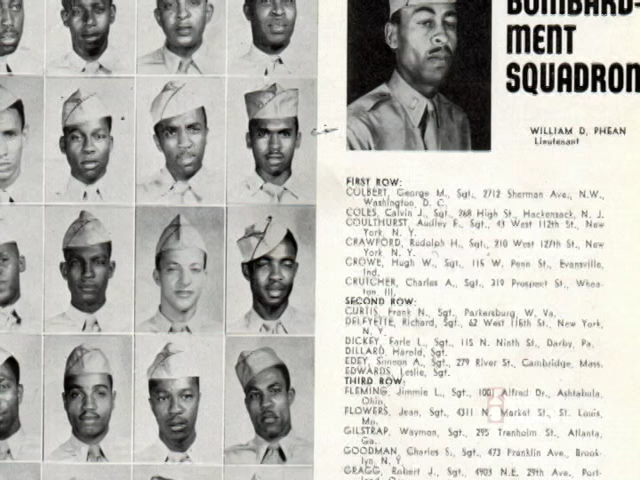 BOMBARD-
MENT
SQUADRON
WILLIAM D. PHEAN
Lieutenant
FIRST ROW:
COLBERT, George M., Sgt., 2712 Sherman Ave., N.W.,
Washington, D. C.
COLES, Calvin J., Sgt., 268 High St., Hackensack, N. J.
COULTHURST, Audley F., Sgt., 43 West 112th St., New
York, N. Y.
CRAWFORD, Rudolph H., Sgt., 210 West 127th St., New
York, N. Y.
CROWE, Hugh W., Sgt., 115 W. Penn St., Evansville,
Ind.
CRUTCHER, Charles A., Sgt., 319 Prospect St., Whea-
ton, Ill.
SECOND ROW:
CURTIS, Frank N., Sgt., Parkersburg, W. Va.
DELFYETTE, Richard, Sgt., 62 West 116th St., New York,
N. Y.
DICKEY, Earle L., Sgt., 115 N. Ninth St., Darby, Pa.
DILLARD, Harold, Sgt.
EDEY, A., Sgt., 279 River St., Cambridge, Mass.
EDWARDS, Leslie, Sgt.
THIRD ROW:
FLEMING, Jimmie L., Sgt., Alfred Dr., Ashtabula,
Ohio.
FLOWERS, Jean, Sgt., 4311 N. Market St., St. Louis,
Mo.
GILSTRAP, Waymon, Sgt., 295 Trenholm St., Atlanta,
Ga.
GOODMAN, Charles S., Sgt., 473 Franklin Ave., Brook-
lyn, N. Y.
GRAGG, Robert J., Sgt., 4903 N.E. 29th Ave., Port-